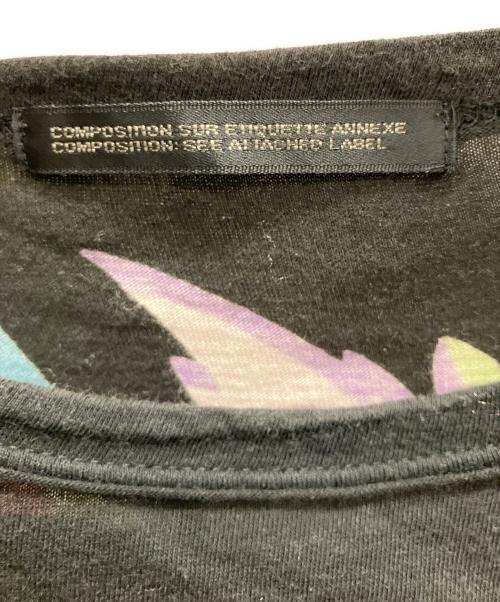 COMPOSITION SUR ETIQUETTE ANNEXE
COMPOSITION: SEE ATTACHED LABEL